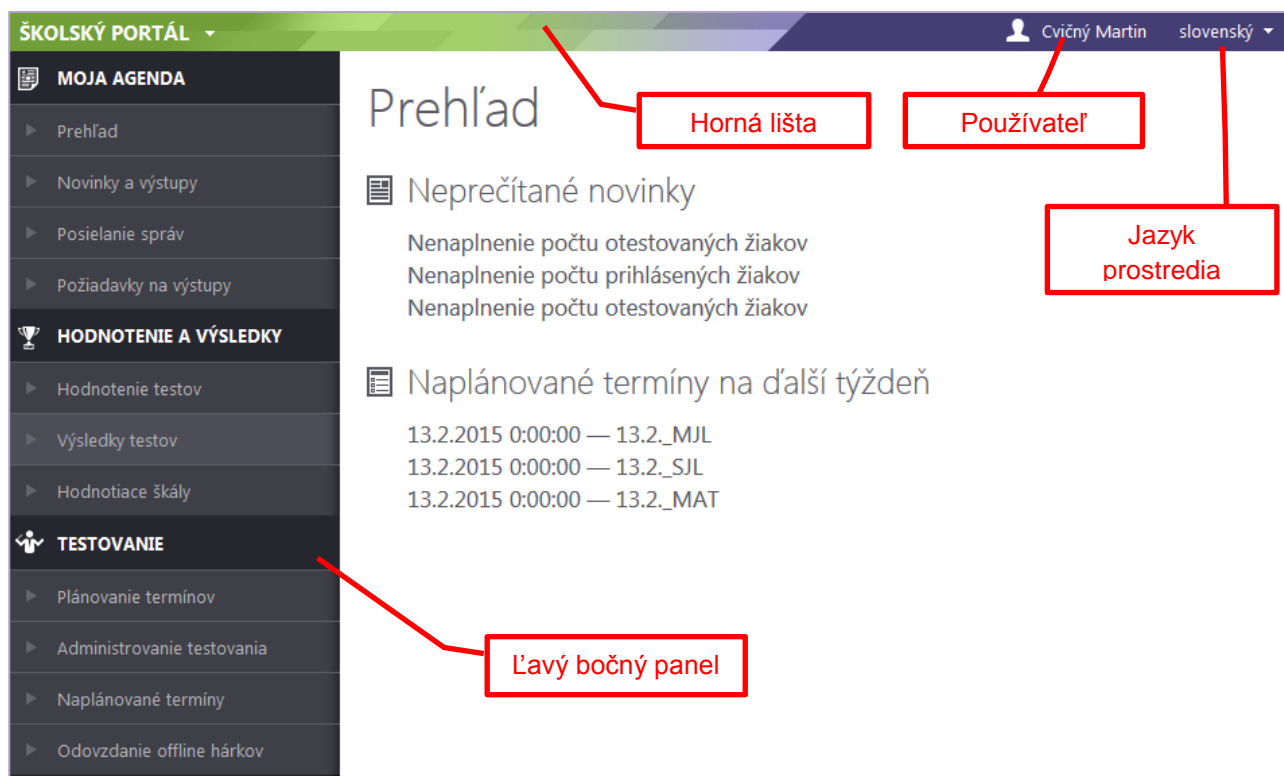 ŠKOLSKÝ PORTÁL
Cvičný Martin
slovenský
MOJA AGENDA
Prehľad
Novinky a výstupy
Posielanie správ
Požiadavky na výstupy
HODNOTENIE A VÝSLEDKY
Hodnotenie testov
Výsledky testov
Hodnotiace škály
TESTOVANIE
Plánovanie termínov
Administrovanie testovania
Naplánované termíny
Odovzdanie offline hárkov
Prehľad
Horná lišta
Používateľ
Jazyk
prostredia
Neprečítané novinky
Nenaplnenie počtu otestovaných žiakov
Nenaplnenie počtu prihlásených žiakov
Nenaplnenie počtu otestovaných žiakov
Naplánované termíny na ďalší týždeň
13.2.2015 0:00:00 — 13.2._MJL
13.2.2015 0:00:00 — 13.2._SJL
13.2.2015 0:00:00 — 13.2._MAT
Ľavý bočný panel